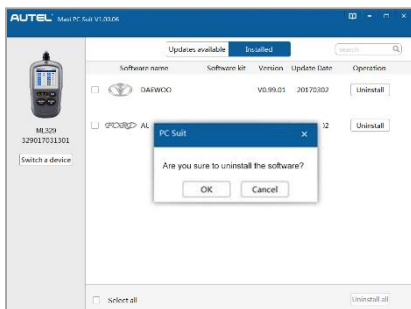 AUTEL Maxi PC Suit V1.03.06
Updates available Installed search
Software name Software kit Version Update Date Operation
DAEWOO V0.99.01 20170302 Uninstall
FORD AU Uninstall
ML329
329017031301
Switch a device
PC Suit ×
Are you sure to uninstall the software?
OK Cancel
Select all Uninstall all